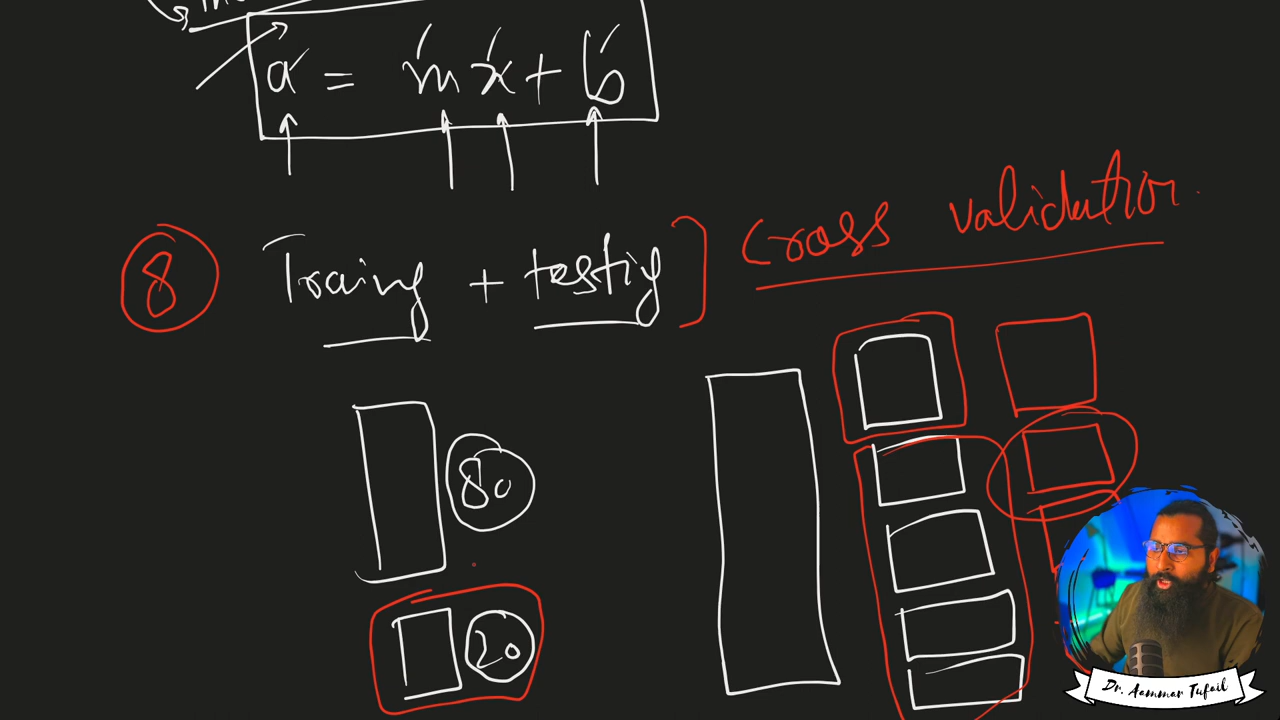 a = mx + b
8 Traing + testig ] Cross validation
80
20
Dr. Aammar Tufail